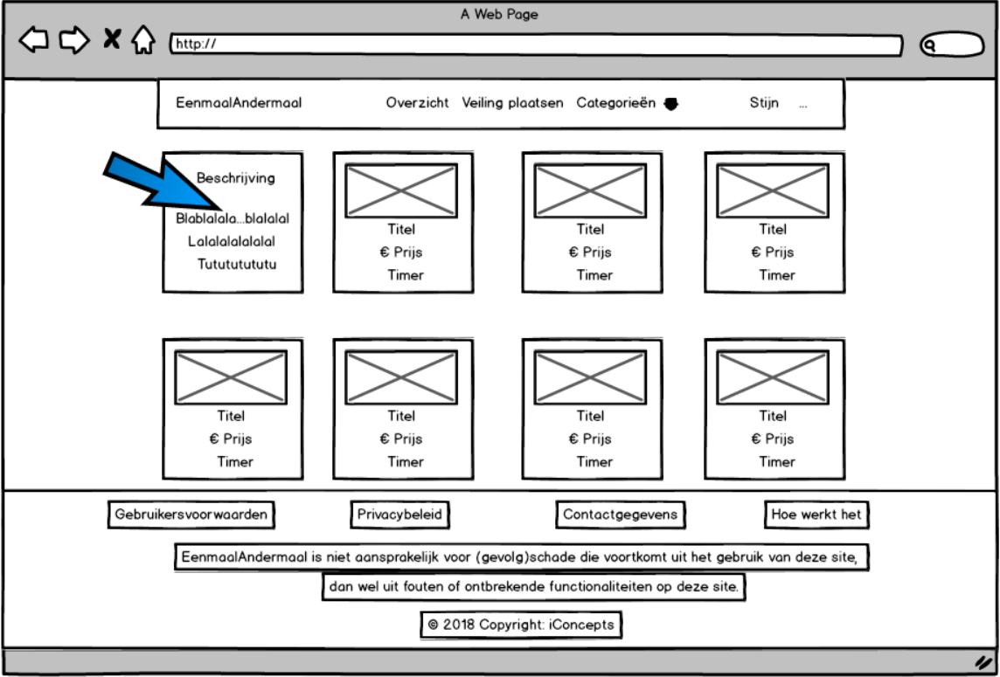 A Web Page
http://
EenmaalAndermaal Overzicht Veiling plaatsen Categorieën Stijn ...
Beschrijving
Blablalala...blalalal
Lalalalalalalal
Tutututututu
Titel
€ Prijs
Timer
Titel
€ Prijs
Timer
Titel
€ Prijs
Timer
Titel
€ Prijs
Timer
Titel
€ Prijs
Timer
Titel
€ Prijs
Timer
Titel
€ Prijs
Timer
Gebruikersvoorwaarden Privacybeleid Contactgegevens Hoe werkt het
EenmaalAndermaal is niet aansprakelijk voor (gevolg)schade die voortkomt uit het gebruik van deze site,
dan wel uit fouten of ontbrekende functionaliteiten op deze site.
© 2018 Copyright: iConcepts